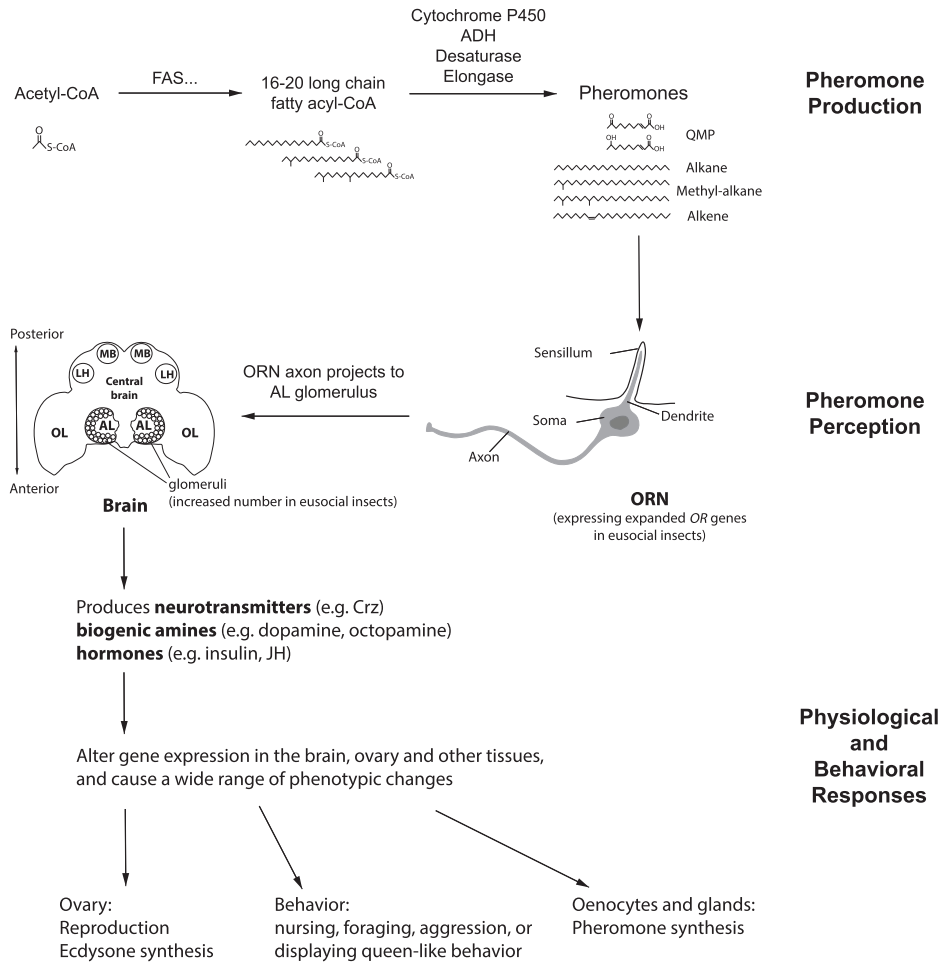 Cytochrome P450
ADH
Desaturase
Elongase
FAS...
Acetyl-CoA
16-20 long chain
fatty acyl-CoA
Pheromones
Pheromone
Production
O
S-CoA
O
S-CoA
O
S-CoA
O
S-CoA
O
O
OH
OH
O
OH
QMP
Alkane
Methyl-alkane
Alkene
Posterior
MB
MB
LH
LH
Central
brain
AL
AL
OL
OL
Anterior
glomeruli
(increased number in eusocial insects)
Brain
ORN axon projects to
AL glomerulus
Sensillum
Soma
Dendrite
Axon
ORN
(expressing expanded OR genes
in eusocial insects)
Pheromone
Perception
Produces neurotransmitters (e.g. Crz)
biogenic amines (e.g. dopamine, octopamine)
hormones (e.g. insulin, JH)
Alter gene expression in the brain, ovary and other tissues,
and cause a wide range of phenotypic changes
Physiological
and
Behavioral
Responses
Ovary:
Reproduction
Ecdysone synthesis
Behavior:
nursing, foraging, aggression, or
displaying queen-like behavior
Oenocytes and glands:
Pheromone synthesis